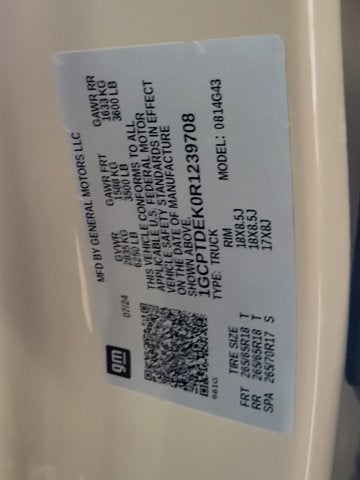 gm
MFD BY GENERAL MOTORS LLC
07/24
GVWR GAWR FRT GAWR RR
2835 KG 1588 KG 1633 KG
6250 LB 3500 LB 3600 LB
THIS VEHICLE CONFORMS TO ALL
APPLICABLE U.S. FEDERAL MOTOR
VEHICLE SAFETY STANDARDS IN EFFECT
ON THE DATE OF MANUFACTURE
SHOWN ABOVE.
1GCPTDEK0R1239708
TYPE: TRUCK MODEL: 0814G43
661G
TIRE SIZE RIM
FRT 265/65R18 T 18X8.5J
RR 265/65R18 T 18X8.5J
SPA 265/70R17 S 17X8J